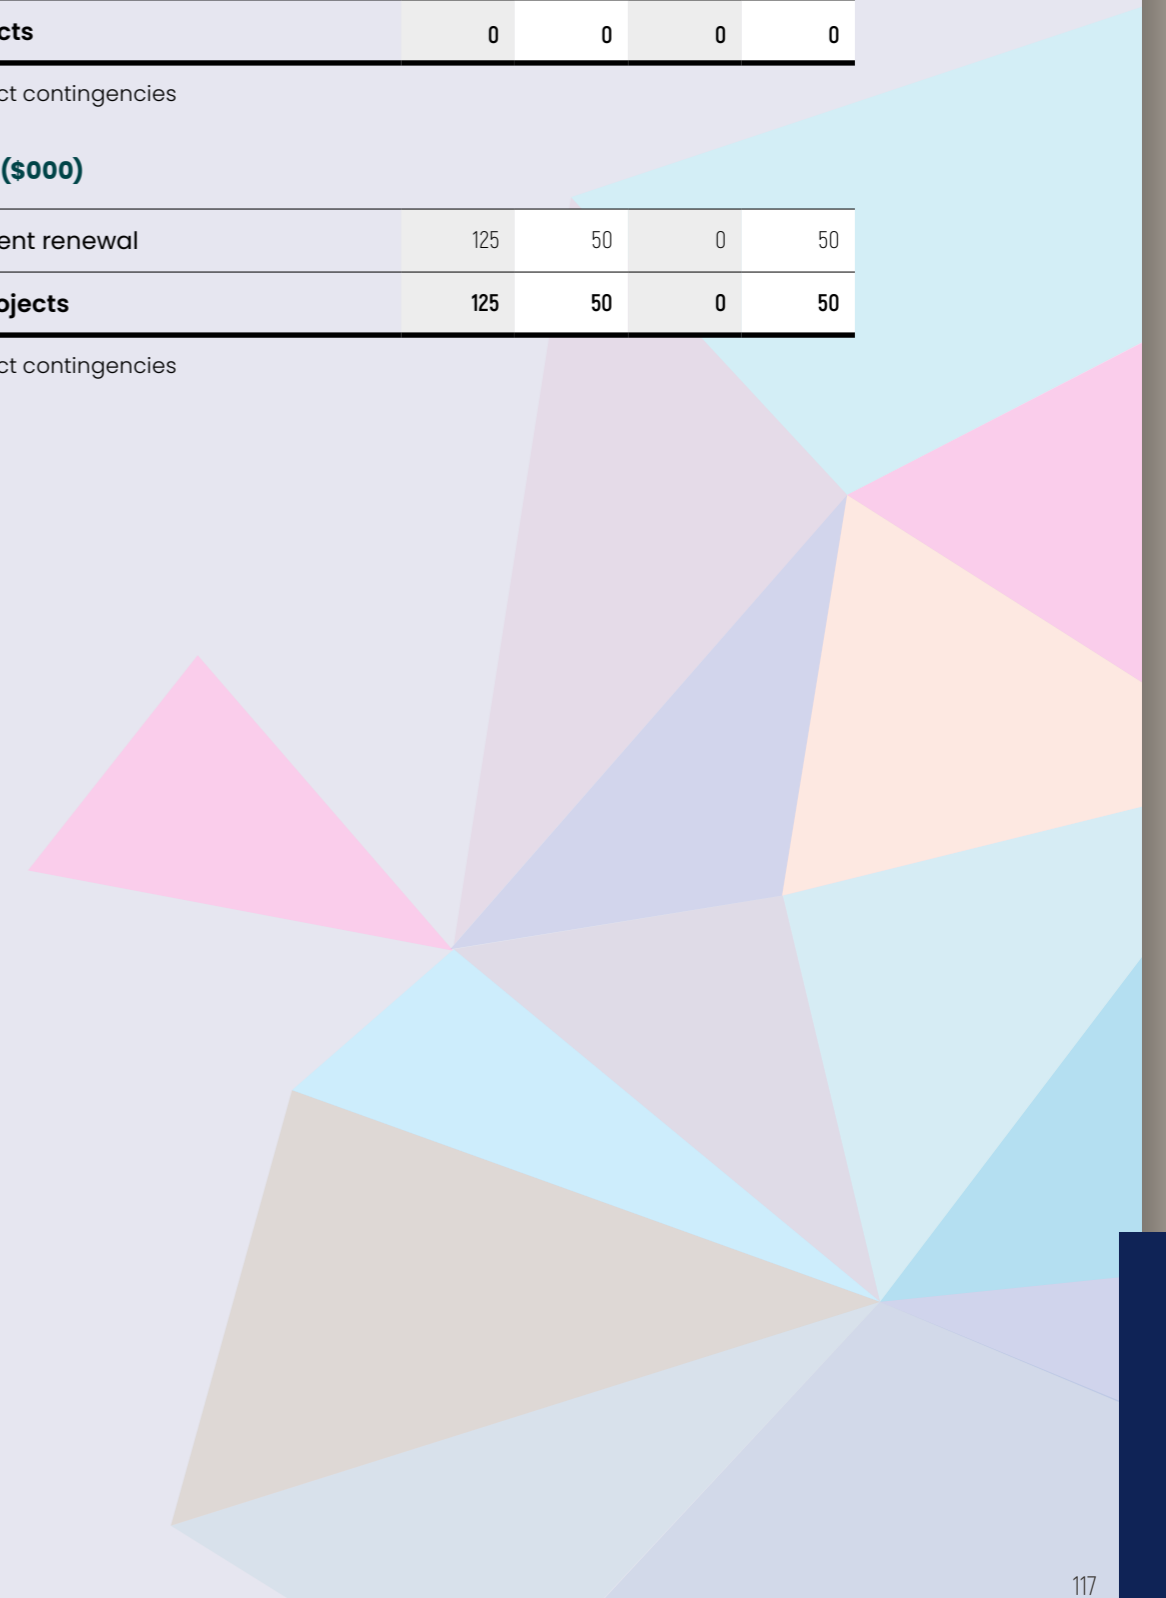 cts 0 0 0 0
ct contingencies
($000)
ent renewal 125 50 0 50
ojects 125 50 0 50
ct contingencies
117